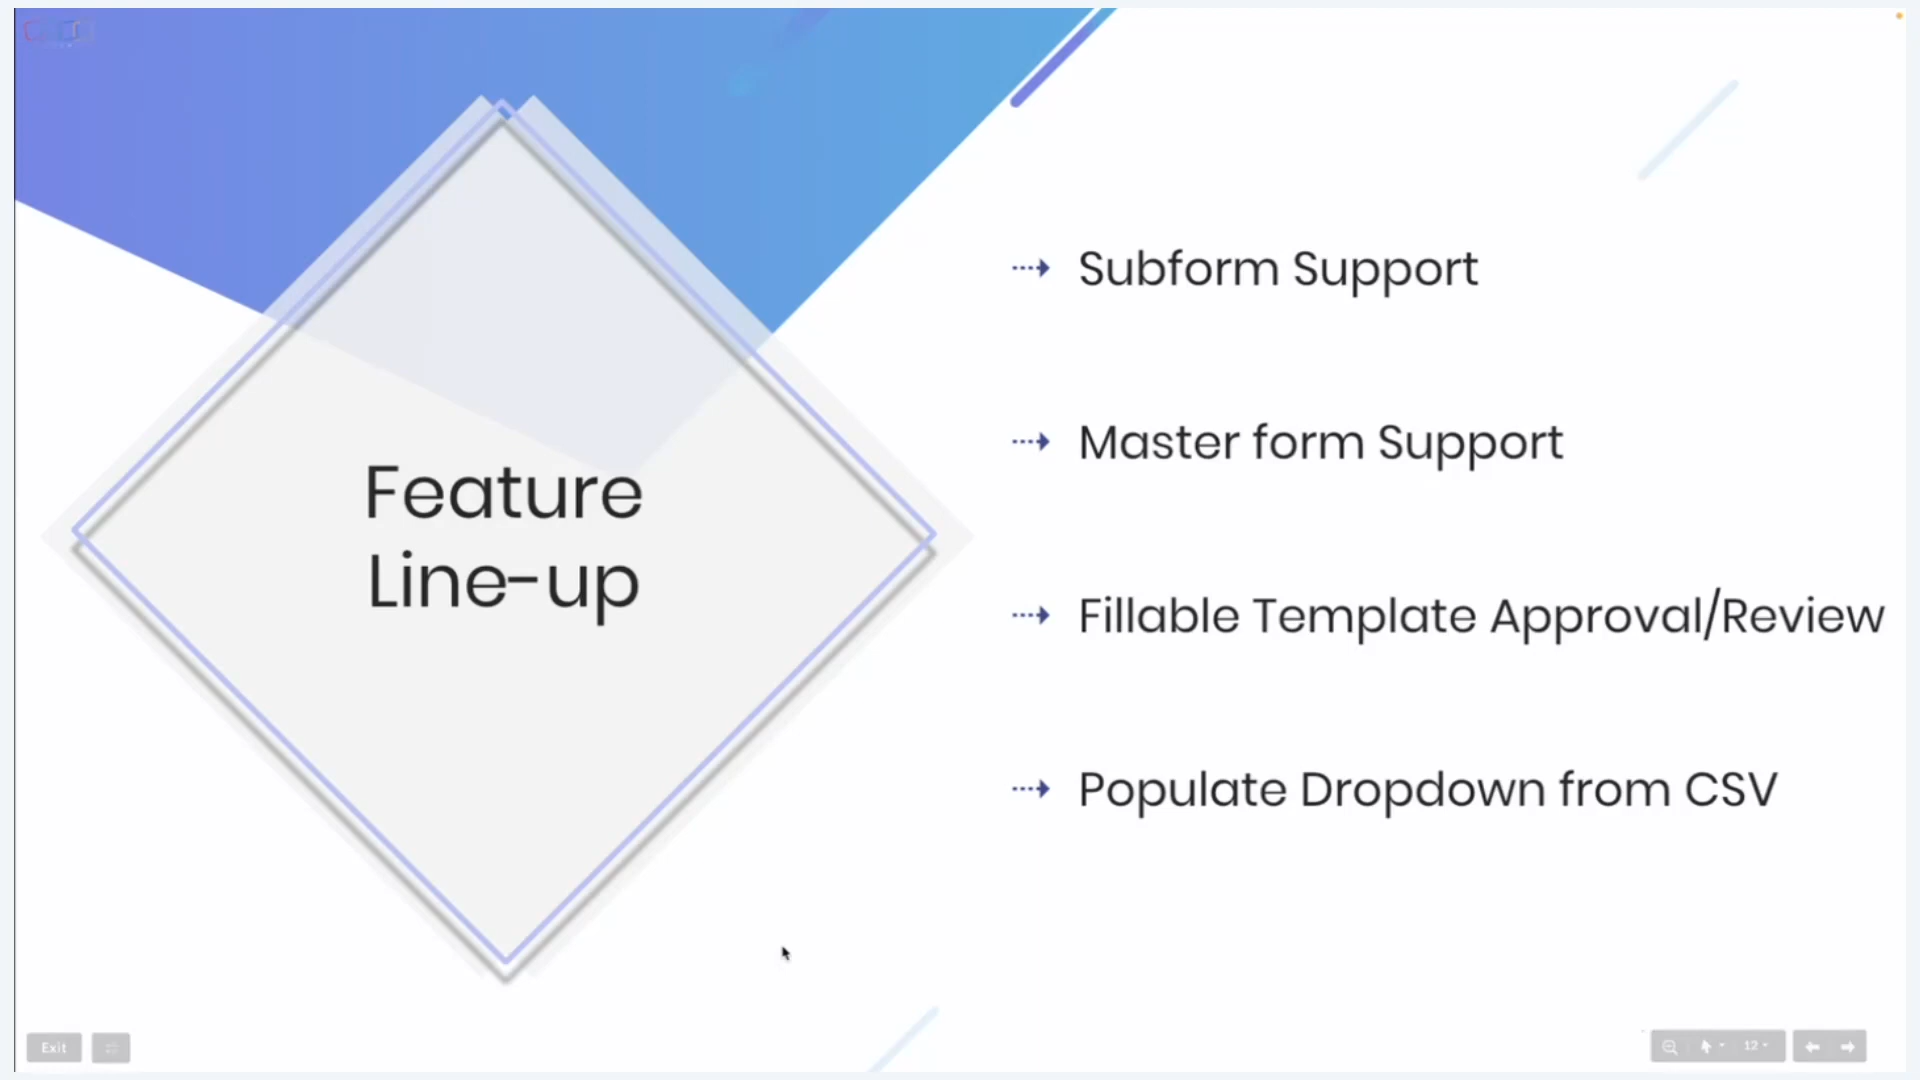 Feature
Line-up
Subform Support
Master form Support
Fillable Template Approval/Review
Populate Dropdown from CSV
Exit
12